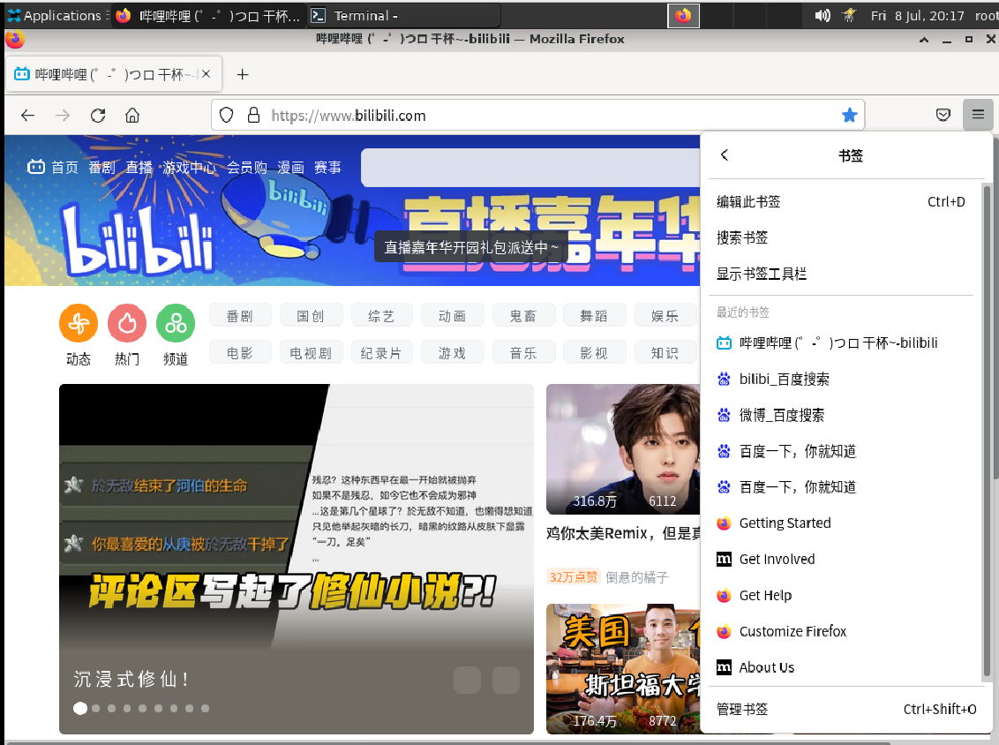 Applications
哔哩哔哩 (゜-゜)つロ 干杯...
Terminal -
Fri 8 Jul, 20:17 root
哔哩哔哩 (゜-゜)つロ 干杯~-bilibili — Mozilla Firefox
哔哩哔哩 (゜-゜)つロ 干杯~-
https://www.bilibili.com
首页 番剧 直播 游戏中心 会员购 漫画 赛事
bilibili
bilibili
直播嘉年华
直播嘉年华开园礼包派送中 ~
动态 热门 频道
番剧 国创 综艺 动画 鬼畜 舞蹈 娱乐
电影 电视剧 纪录片 游戏 音乐 影视 知识
於无敌结束了河伯的生命
你最喜爱的从庚被於无敌干掉了
残忍？这种东西早在最一开始就被抛弃
如果不是残忍，如今它也不会成为邪神
...这是第几个星球了？於无敌不知道，也懒得想知道
只见他举起灰暗的长刀，暗黑的纹路从皮肤下显露
“一刀，足矣”
...
评论区写起了修仙小说?!
沉浸式修仙！
316.8万 6112
鸡你太美Remix，但是真
32万点赞 倒悬的橘子
美国
斯坦福大学
176.4万 8772
书签
编辑此书签 Ctrl+D
搜索书签
显示书签工具栏
最近的书签
哔哩哔哩 (゜-゜)つロ 干杯~-bilibili
bilibi_百度搜索
微博_百度搜索
百度一下，你就知道
百度一下，你就知道
Getting Started
Get Involved
Get Help
Customize Firefox
About Us
管理书签 Ctrl+Shift+O